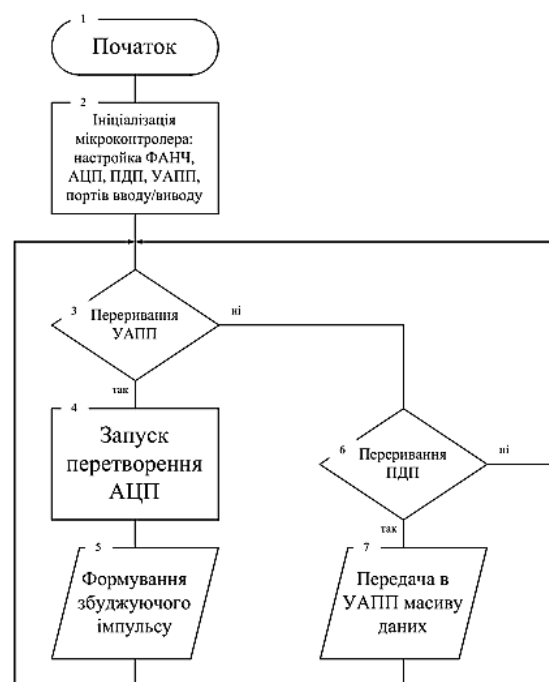 1
Початок
2
Ініціалізація
мікроконтролера:
настройка ФАНЧ,
АЦП, ПДП, УАПП,
портів вводу/виводу
3
Переривання
УАПП
ні
так
4
Запуск
перетворення
АЦП
6
Переривання
ПДП
ні
так
5
Формування
збуджуючого
імпульсу
7
Передача в
УАПП масиву
даних